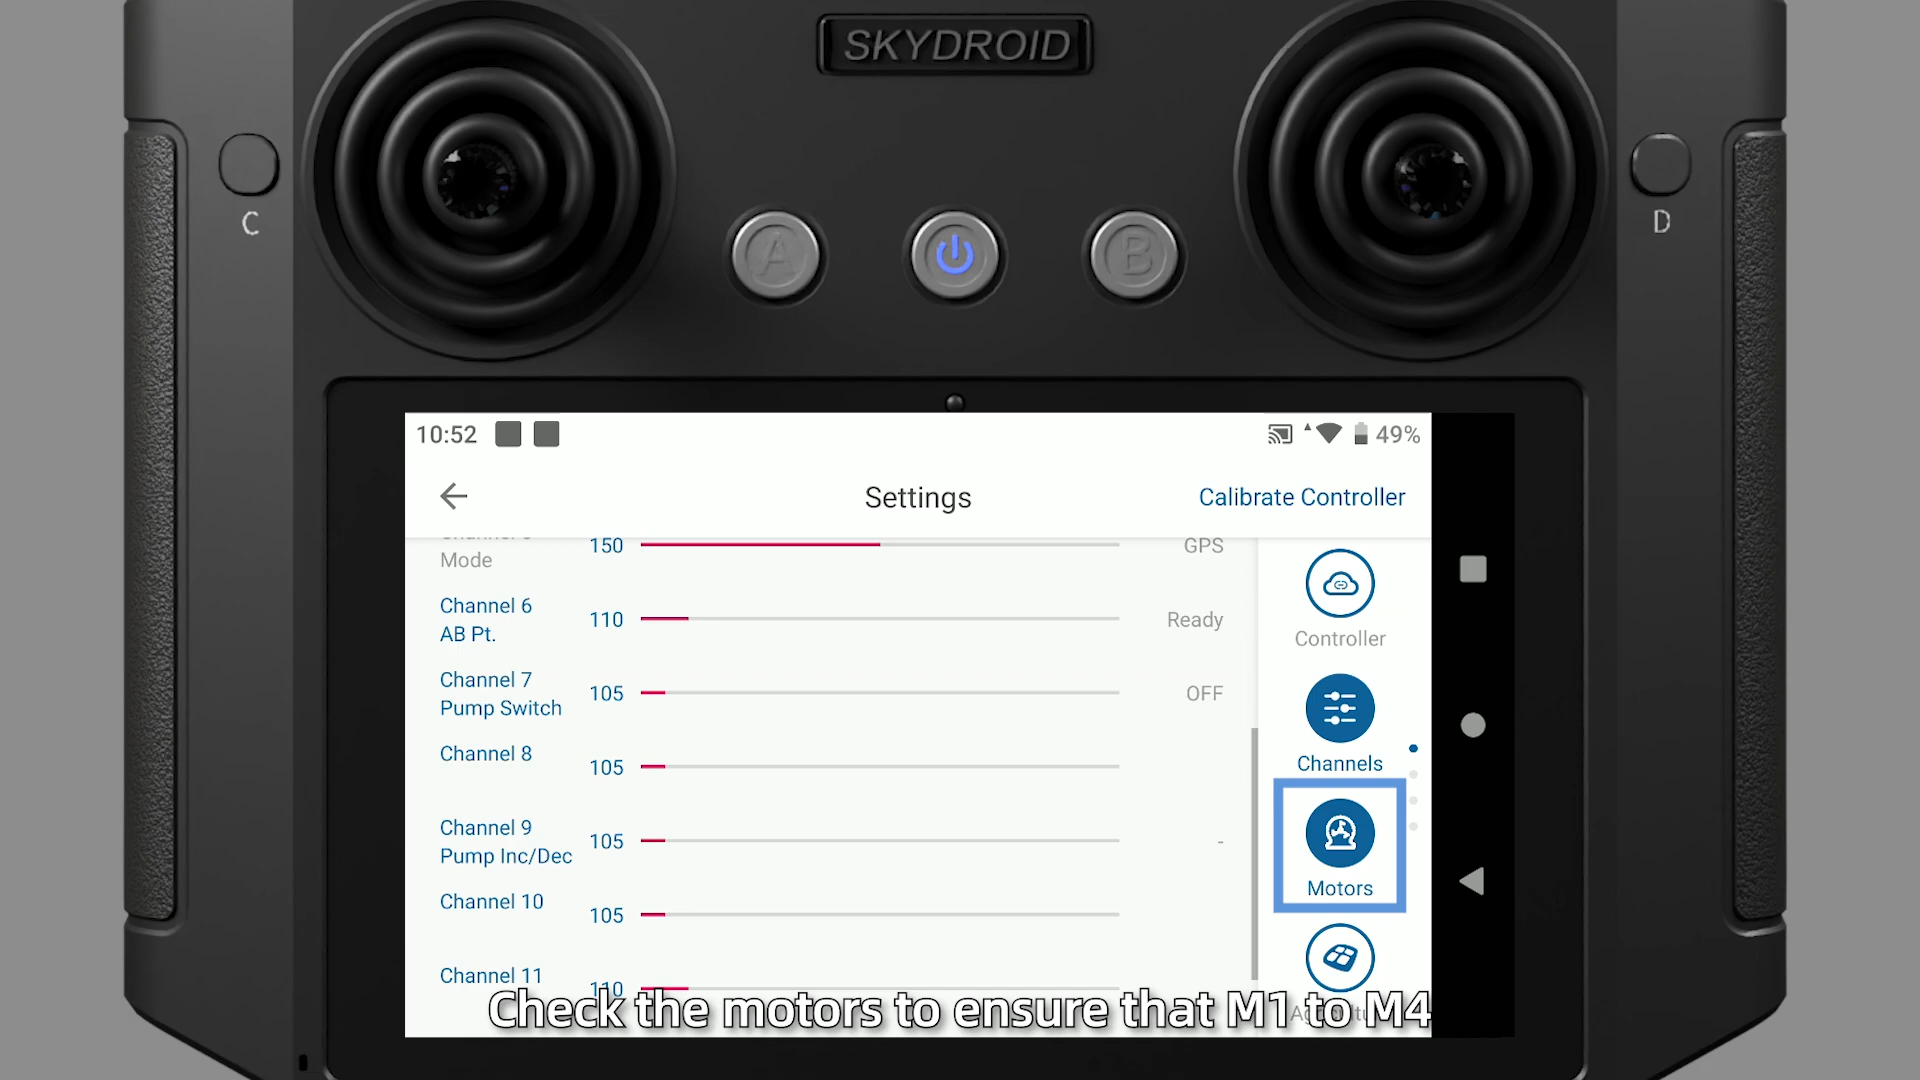 SKYDROID
C
D
A
B
10:52
49%
Settings
Calibrate Controller
Mode
150
GPS
Channel 6
AB Pt.
110
Ready
Controller
Channel 7
Pump Switch
105
OFF
Channels
Channel 8
105
Channel 9
Pump Inc/Dec
105
-
Motors
Channel 10
105
Channel 11
110
Check the motors to ensure that M1 to M4